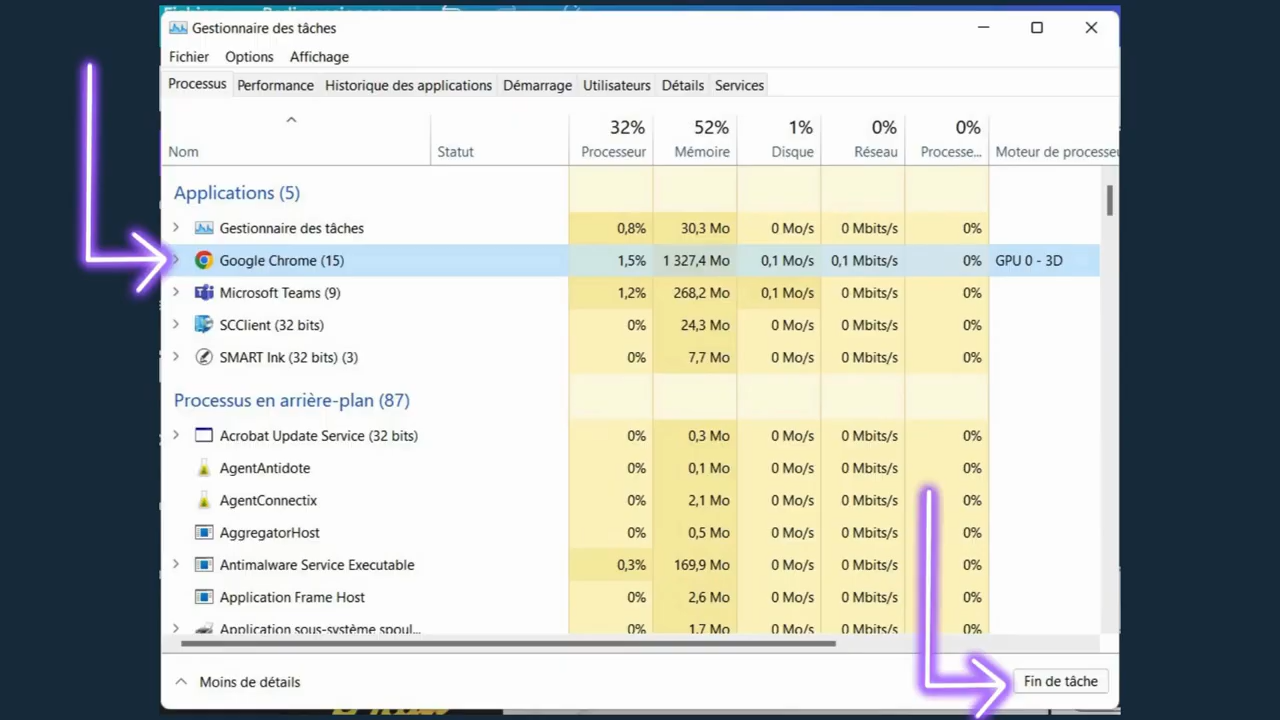 Gestionnaire des tâches
Fichier Options Affichage
Processus Performance Historique des applications Démarrage Utilisateurs Détails Services
32% 52% 1% 0% 0%
Nom Statut Processeur Mémoire Disque Réseau Processe... Moteur de processeu
Applications (5)
Gestionnaire des tâches 0,8% 30,3 Mo 0 Mo/s 0 Mbits/s 0%
Google Chrome (15) 1,5% 1 327,4 Mo 0,1 Mo/s 0,1 Mbits/s 0% GPU 0 - 3D
Microsoft Teams (9) 1,2% 268,2 Mo 0,1 Mo/s 0 Mbits/s 0%
SCClient (32 bits) 0% 24,3 Mo 0 Mo/s 0 Mbits/s 0%
SMART Ink (32 bits) (3) 0% 7,7 Mo 0 Mo/s 0 Mbits/s 0%
Processus en arrière-plan (87)
Acrobat Update Service (32 bits) 0% 0,3 Mo 0 Mo/s 0 Mbits/s 0%
AgentAntidote 0% 0,1 Mo 0 Mo/s 0 Mbits/s 0%
AgentConnectix 0% 2,1 Mo 0 Mo/s 0 Mbits/s 0%
AggregatorHost 0% 0,5 Mo 0 Mo/s 0 Mbits/s 0%
Antimalware Service Executable 0,3% 169,9 Mo 0 Mo/s 0 Mbits/s 0%
Application Frame Host 0% 2,6 Mo 0 Mo/s 0 Mbits/s 0%
Application sous-système spoul... 0% 1,7 Mo 0 Mo/s 0 Mbits/s 0%
Moins de détails Fin de tâche